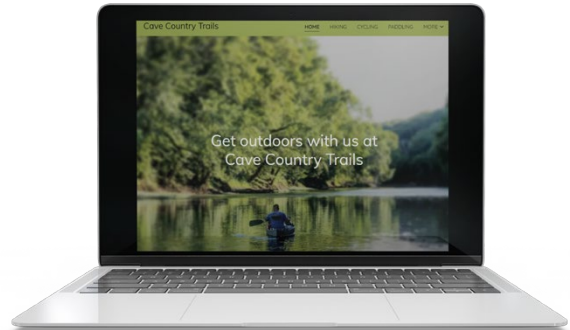 Cave Country Trails
HOME HIKING CYCLING PADDLING MORE
Get outdoors with us at
Cave Country Trails